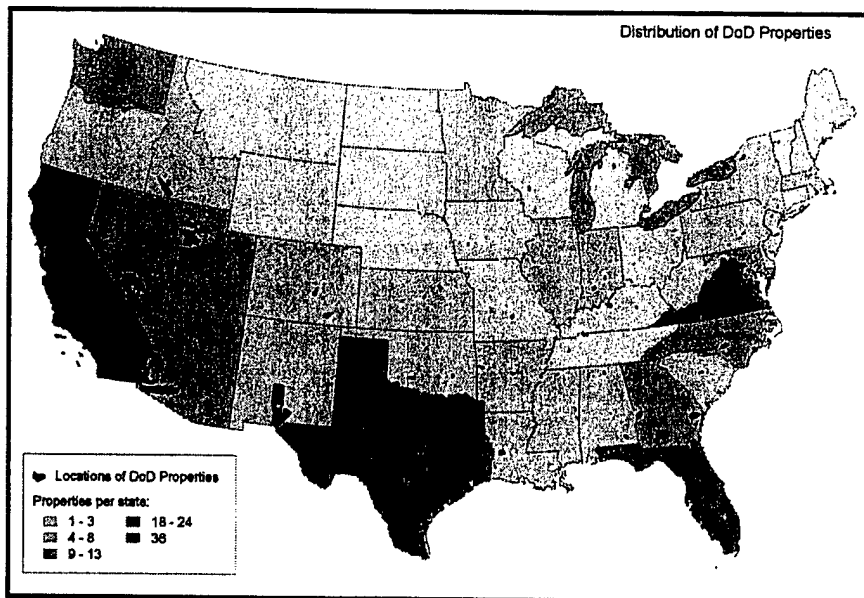 Distribution of DoD Properties
Locations of DoD Properties
Properties per state:
1 - 3
18 - 24
4 - 8
36
9 - 13